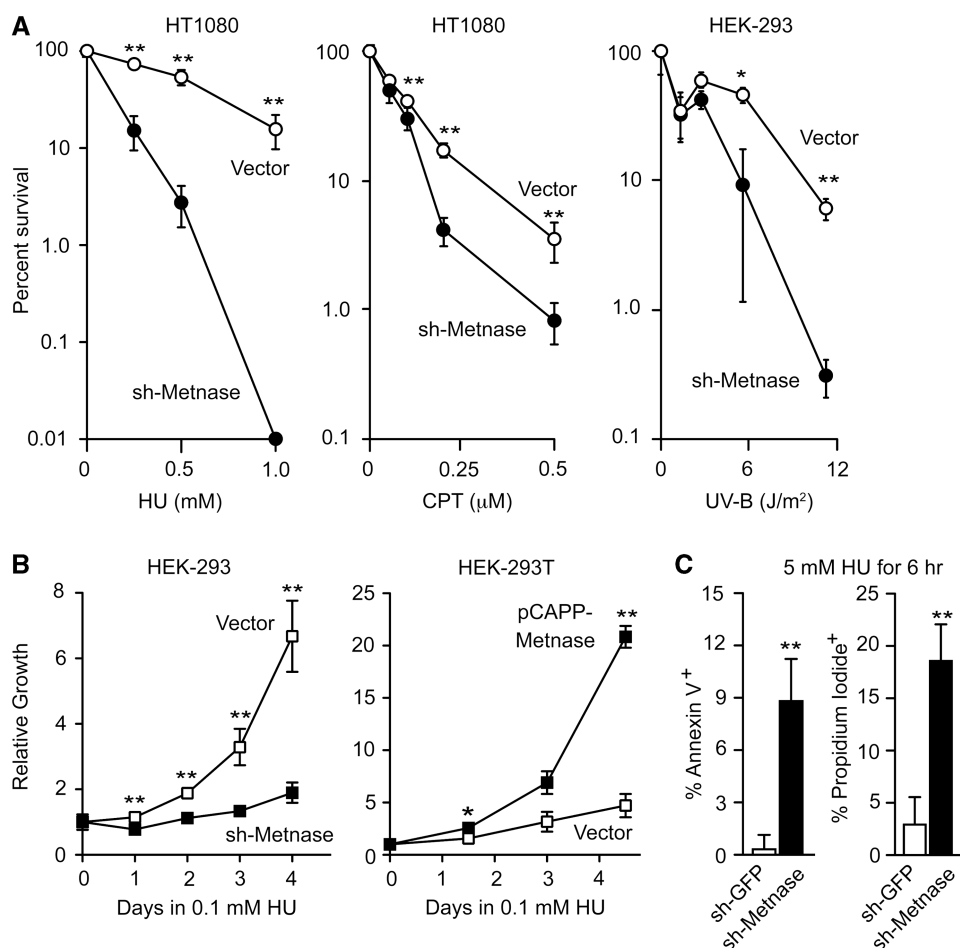 A
HT1080
HT1080
HEK-293
Percent survival
100
10
1.0
0.1
0.01
**
**
**
Vector
sh-Metnase
0
0.5
1.0
HU (mM)
100
10
1.0
0.1
**
**
**
Vector
sh-Metnase
0
0.25
0.5
CPT (μM)
100
10
1.0
0.1
*
**
Vector
sh-Metnase
0
6
12
UV-B (J/m²)
B
HEK-293
Relative Growth
8
6
4
2
0
**
**
**
**
Vector
sh-Metnase
0 1 2 3 4
Days in 0.1 mM HU
HEK-293T
25
20
15
10
5
0
pCAPP-
Metnase
**
*
Vector
0 1 2 3 4
Days in 0.1 mM HU
C
5 mM HU for 6 hr
% Annexin V⁺
15
12
9
6
3
0
**
sh-GFP
sh-Metnase
% Propidium Iodide⁺
25
20
15
10
5
0
**
sh-GFP
sh-Metnase